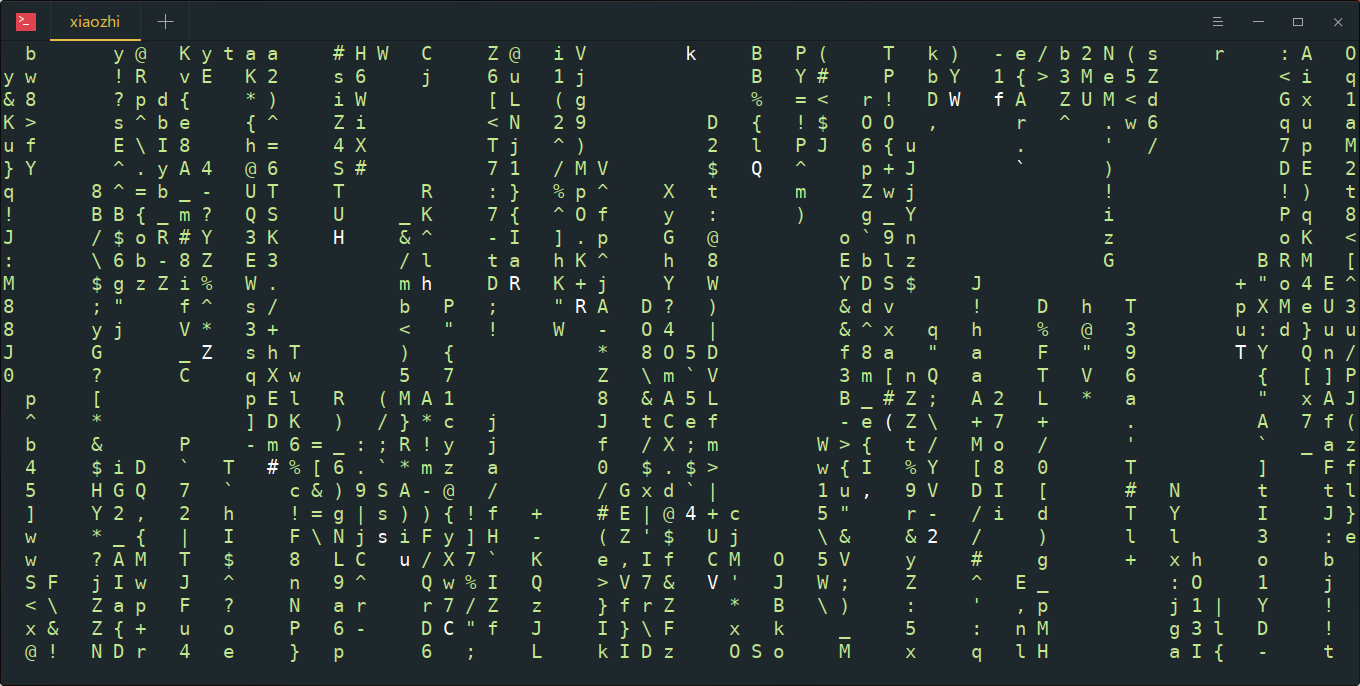 b y @ K y t a a # H W C Z @ i V k B P ( T k ) - e / b 2 N ( s r : A O
y w ! R v E K 2 s 6 j 6 u 1 j B Y # P b Y 1 { > 3 M e 5 Z < i q
& 8 ? p d { * ) i W [ L ( g % = < r ! D W f A Z U M < d G x 1
K > s ^ b e { ^ Z i < N 2 9 D { ! $ O O , r ^ . w 6 q u a
u f E \ I 8 h = 4 X T j ^ ) 2 l P J 6 { u . ' / 7 p M
} Y ^ . y A 4 @ 6 S # 7 1 / M V $ Q ^ p + J ` ) D E 2
q 8 ^ = b _ - U T T R : } % p ^ X t m Z w j ! ! ) t
! B B { _ m ? Q S U _ K 7 { ^ O f y : ) g _ Y i P q 8
J / $ o R # Y 3 K H & ^ - I ] . p G @ o ` 9 n z o K <
: \ 6 b - 8 Z E 3 / l t a h K ^ h 8 E b l z G B R M [
M $ g z Z i % W . m h D R K + j Y W Y D S $ J + " o 4 E ^
8 ; " f ^ s / b P ; " R A D ? ) & d v ! D h T p X M e U 3
8 y j V * 3 + < " ! W - O 4 | & ^ x q h % @ 3 u : d } u u
J G _ Z s h T ) { * 8 O 5 D f 8 a " a F " 9 T Y Q n /
0 ? C q X w 5 7 Z \ m ` V 3 m [ n Q a T V 6 { [ ] P
p [ p E l R ( M A 1 8 & A 5 L B _ # Z ; A 2 L * a " x A J
^ * ] D K ) / } * c j J t C e f - e ( Z \ + 7 + . A 7 f (
b & P - m 6 = _ : ; R ! y j f / X ; m W > { t / M o / ' ` _ a z
4 $ i D ` T # % [ 6 . ` * m z a 0 $ . $ > w { I % Y [ 8 0 T ] F f
5 H G Q 7 ` c & ) 9 S A - @ / / G x d ` | 1 u , 9 V D I [ # N t t l
] Y 2 , 2 h ! = g | s ) ) { ! f + # E | @ 4 + c 5 " r - / i d T Y I J }
w * _ { | I F \ N j s i F y ] H - ( Z ' $ U j \ & & 2 / ) l l 3 : e
w ? A M T $ 8 L C u / X 7 ` K e , I f C M O 5 V y # g + x h o b
S F j I w J ^ n 9 ^ Q w % I Q > V 7 & V ' J W ; Z ^ E _ : O 1 j
< \ Z a p F ? N a r r 7 / Z z } f r Z * B \ ) : ' , p j 1 | Y !
x & Z { + u o P 6 - D C " f J I } \ F x k _ 5 : n M g 3 l D !
@ ! N D r 4 e } p 6 ; L k I D z O S o M x q l H a I { - t
xiaozhi